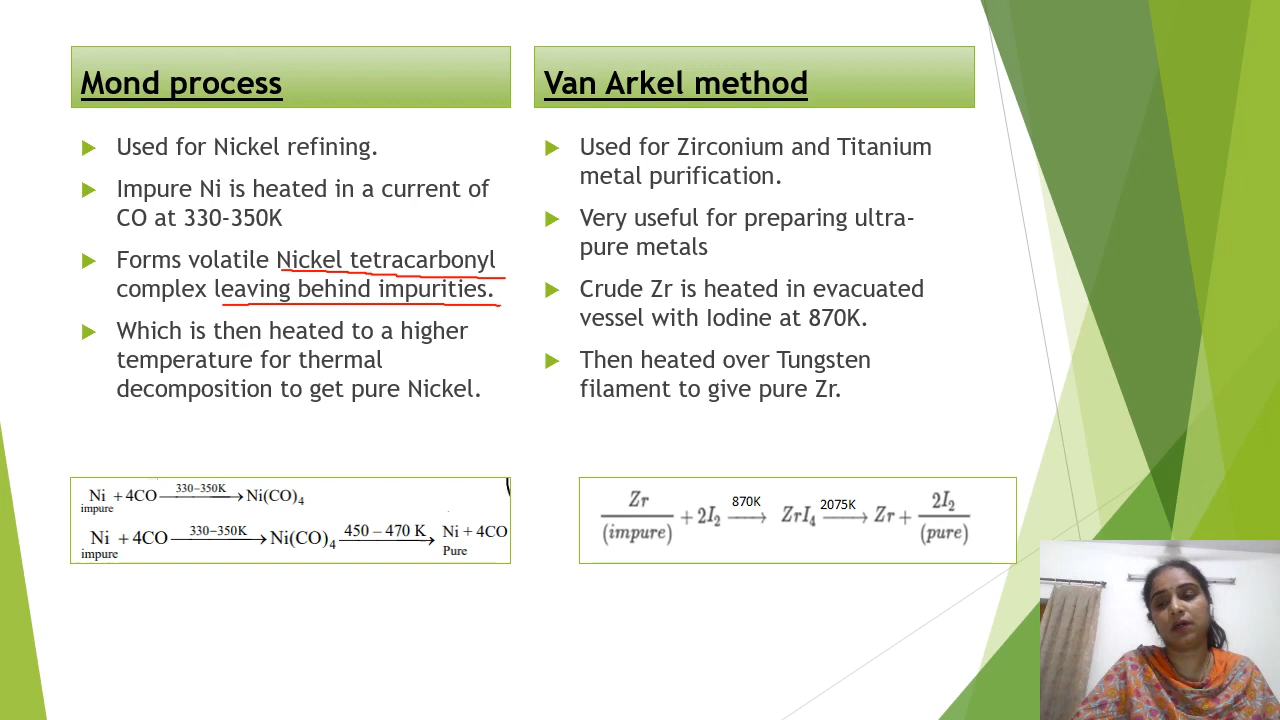 Mond process
Used for Nickel refining.
Impure Ni is heated in a current of
CO at 330-350K
Forms volatile Nickel tetracarbonyl
complex leaving behind impurities.
Which is then heated to a higher
temperature for thermal
decomposition to get pure Nickel.
Ni + 4CO 330–350K → Ni(CO)₄
impure
Ni + 4CO 330–350K → Ni(CO)₄ 450 – 470 K → Ni + 4CO
impure Pure
Van Arkel method
Used for Zirconium and Titanium
metal purification.
Very useful for preparing ultra-
pure metals
Crude Zr is heated in evacuated
vessel with Iodine at 870K.
Then heated over Tungsten
filament to give pure Zr.
Zr/(impure) + 2I₂ 870K → ZrI₄ 2075K → Zr + 2I₂/(pure)